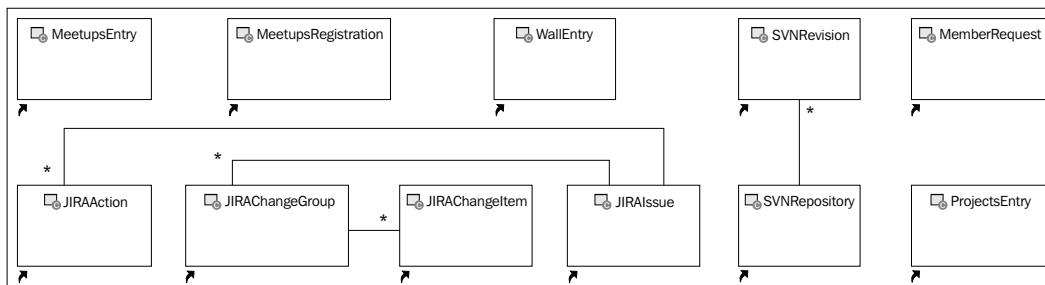 MeetupsEntry
MeetupsRegistration
WallEntry
SVNRevision
MemberRequest
*
*
*
JIRAAction
JIRAChangeGroup
JIRAChangeItem
JIRAIssue
SVNRepository
ProjectsEntry
*